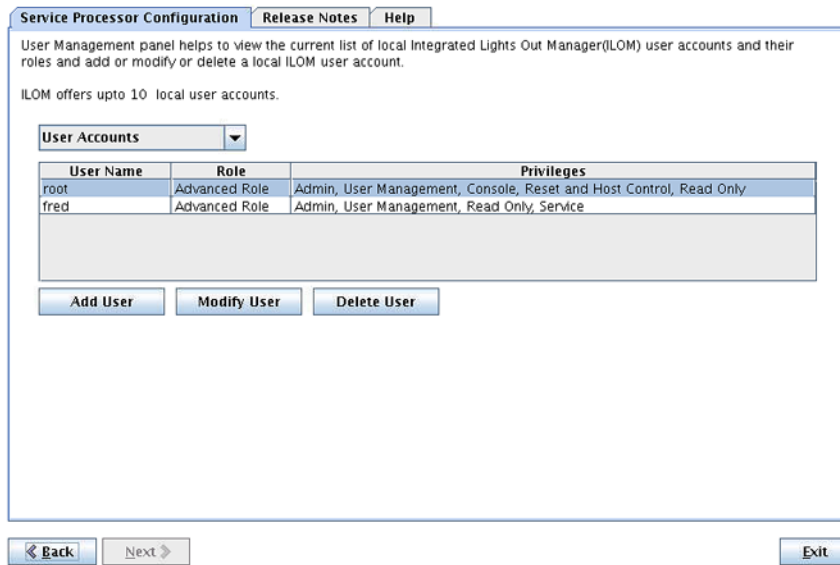 Service Processor Configuration Release Notes Help
User Management panel helps to view the current list of local Integrated Lights Out Manager(ILOM) user accounts and their
roles and add or modify or delete a local ILOM user account.
ILOM offers upto 10 local user accounts.
User Accounts
User Name Role Privileges
root Advanced Role Admin, User Management, Console, Reset and Host Control, Read Only
fred Advanced Role Admin, User Management, Read Only, Service
Add User Modify User Delete User
Back Next Exit